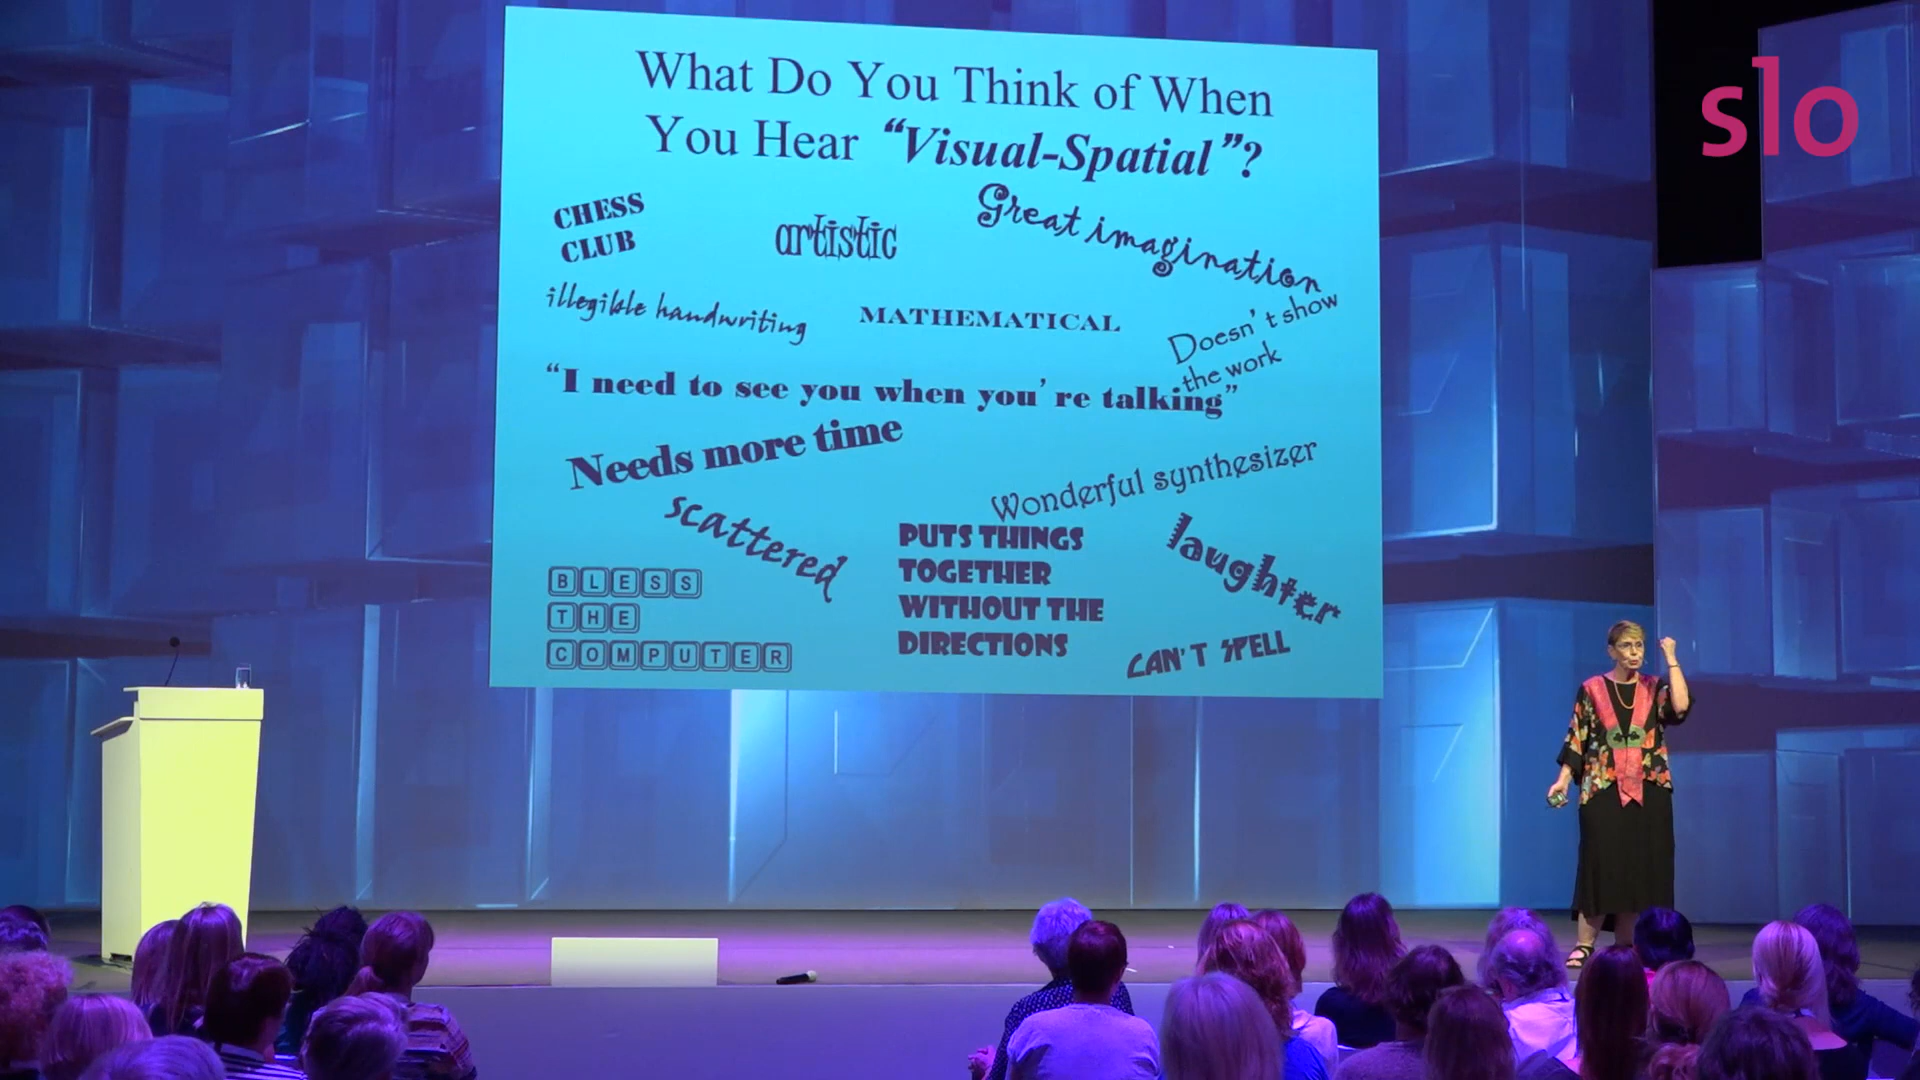 slo
What Do You Think of When
You Hear “Visual-Spatial”?
CHESS
CLUB
artistic
Great imagination
illegible handwriting
MATHEMATICAL
Doesn't show
the work
“I need to see you when you're talking”
Needs more time
Wonderful synthesizer
scattered
PUTS THINGS
TOGETHER
WITHOUT THE
DIRECTIONS
laughter
BLESS
THE
COMPUTER
CAN'T SPELL